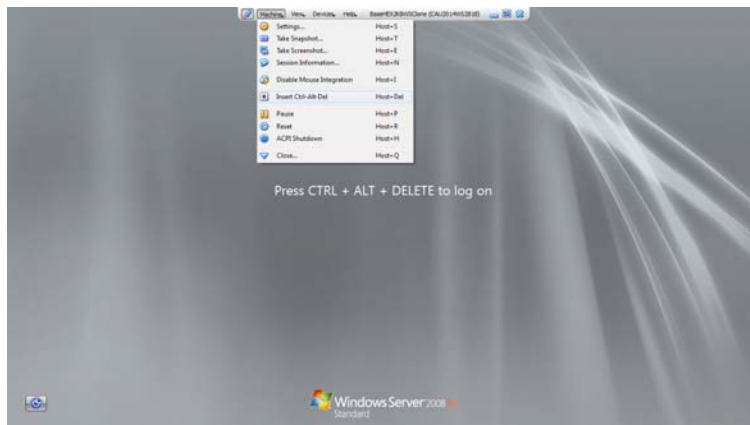 Machine View Devices Help BaseHEX2K8WSClone (CAU2014WS2818)
Settings... Host+S
Take Snapshot... Host+T
Take Screenshot... Host+E
Session Information... Host+N
Disable Mouse Integration Host+I
Insert Ctrl-Alt-Del Host+Del
Pause Host+P
Reset Host+R
ACPI Shutdown Host+H
Close... Host+Q
Press CTRL + ALT + DELETE to log on
Windows Server 2008
Standard